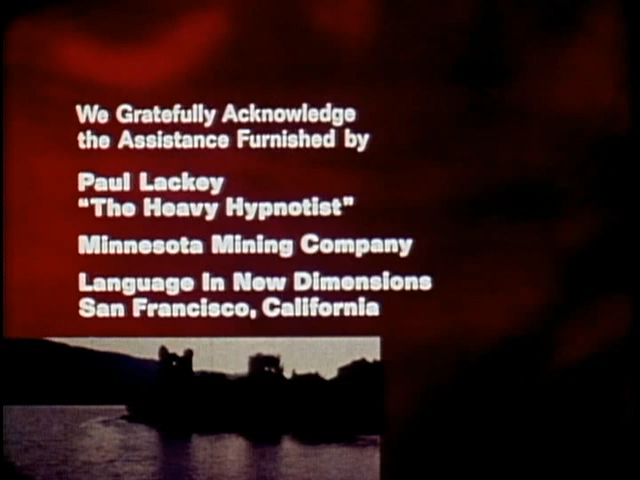 We Gratefully Acknowledge
the Assistance Furnished by
Paul Lackey
“The Heavy Hypnotist”
Minnesota Mining Company
Language In New Dimensions
San Francisco, California